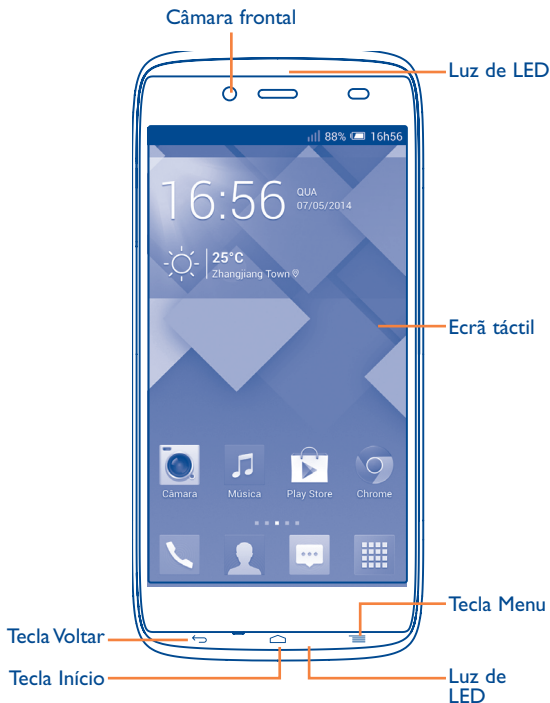 Câmara frontal
Luz de LED
88% 16h56
16:56
QUA
07/05/2014
25°C
Zhangjiang Town
Ecrã táctil
Câmara Música Play Store Chrome
Tecla Menu
Tecla Voltar
Tecla Início
Luz de
LED